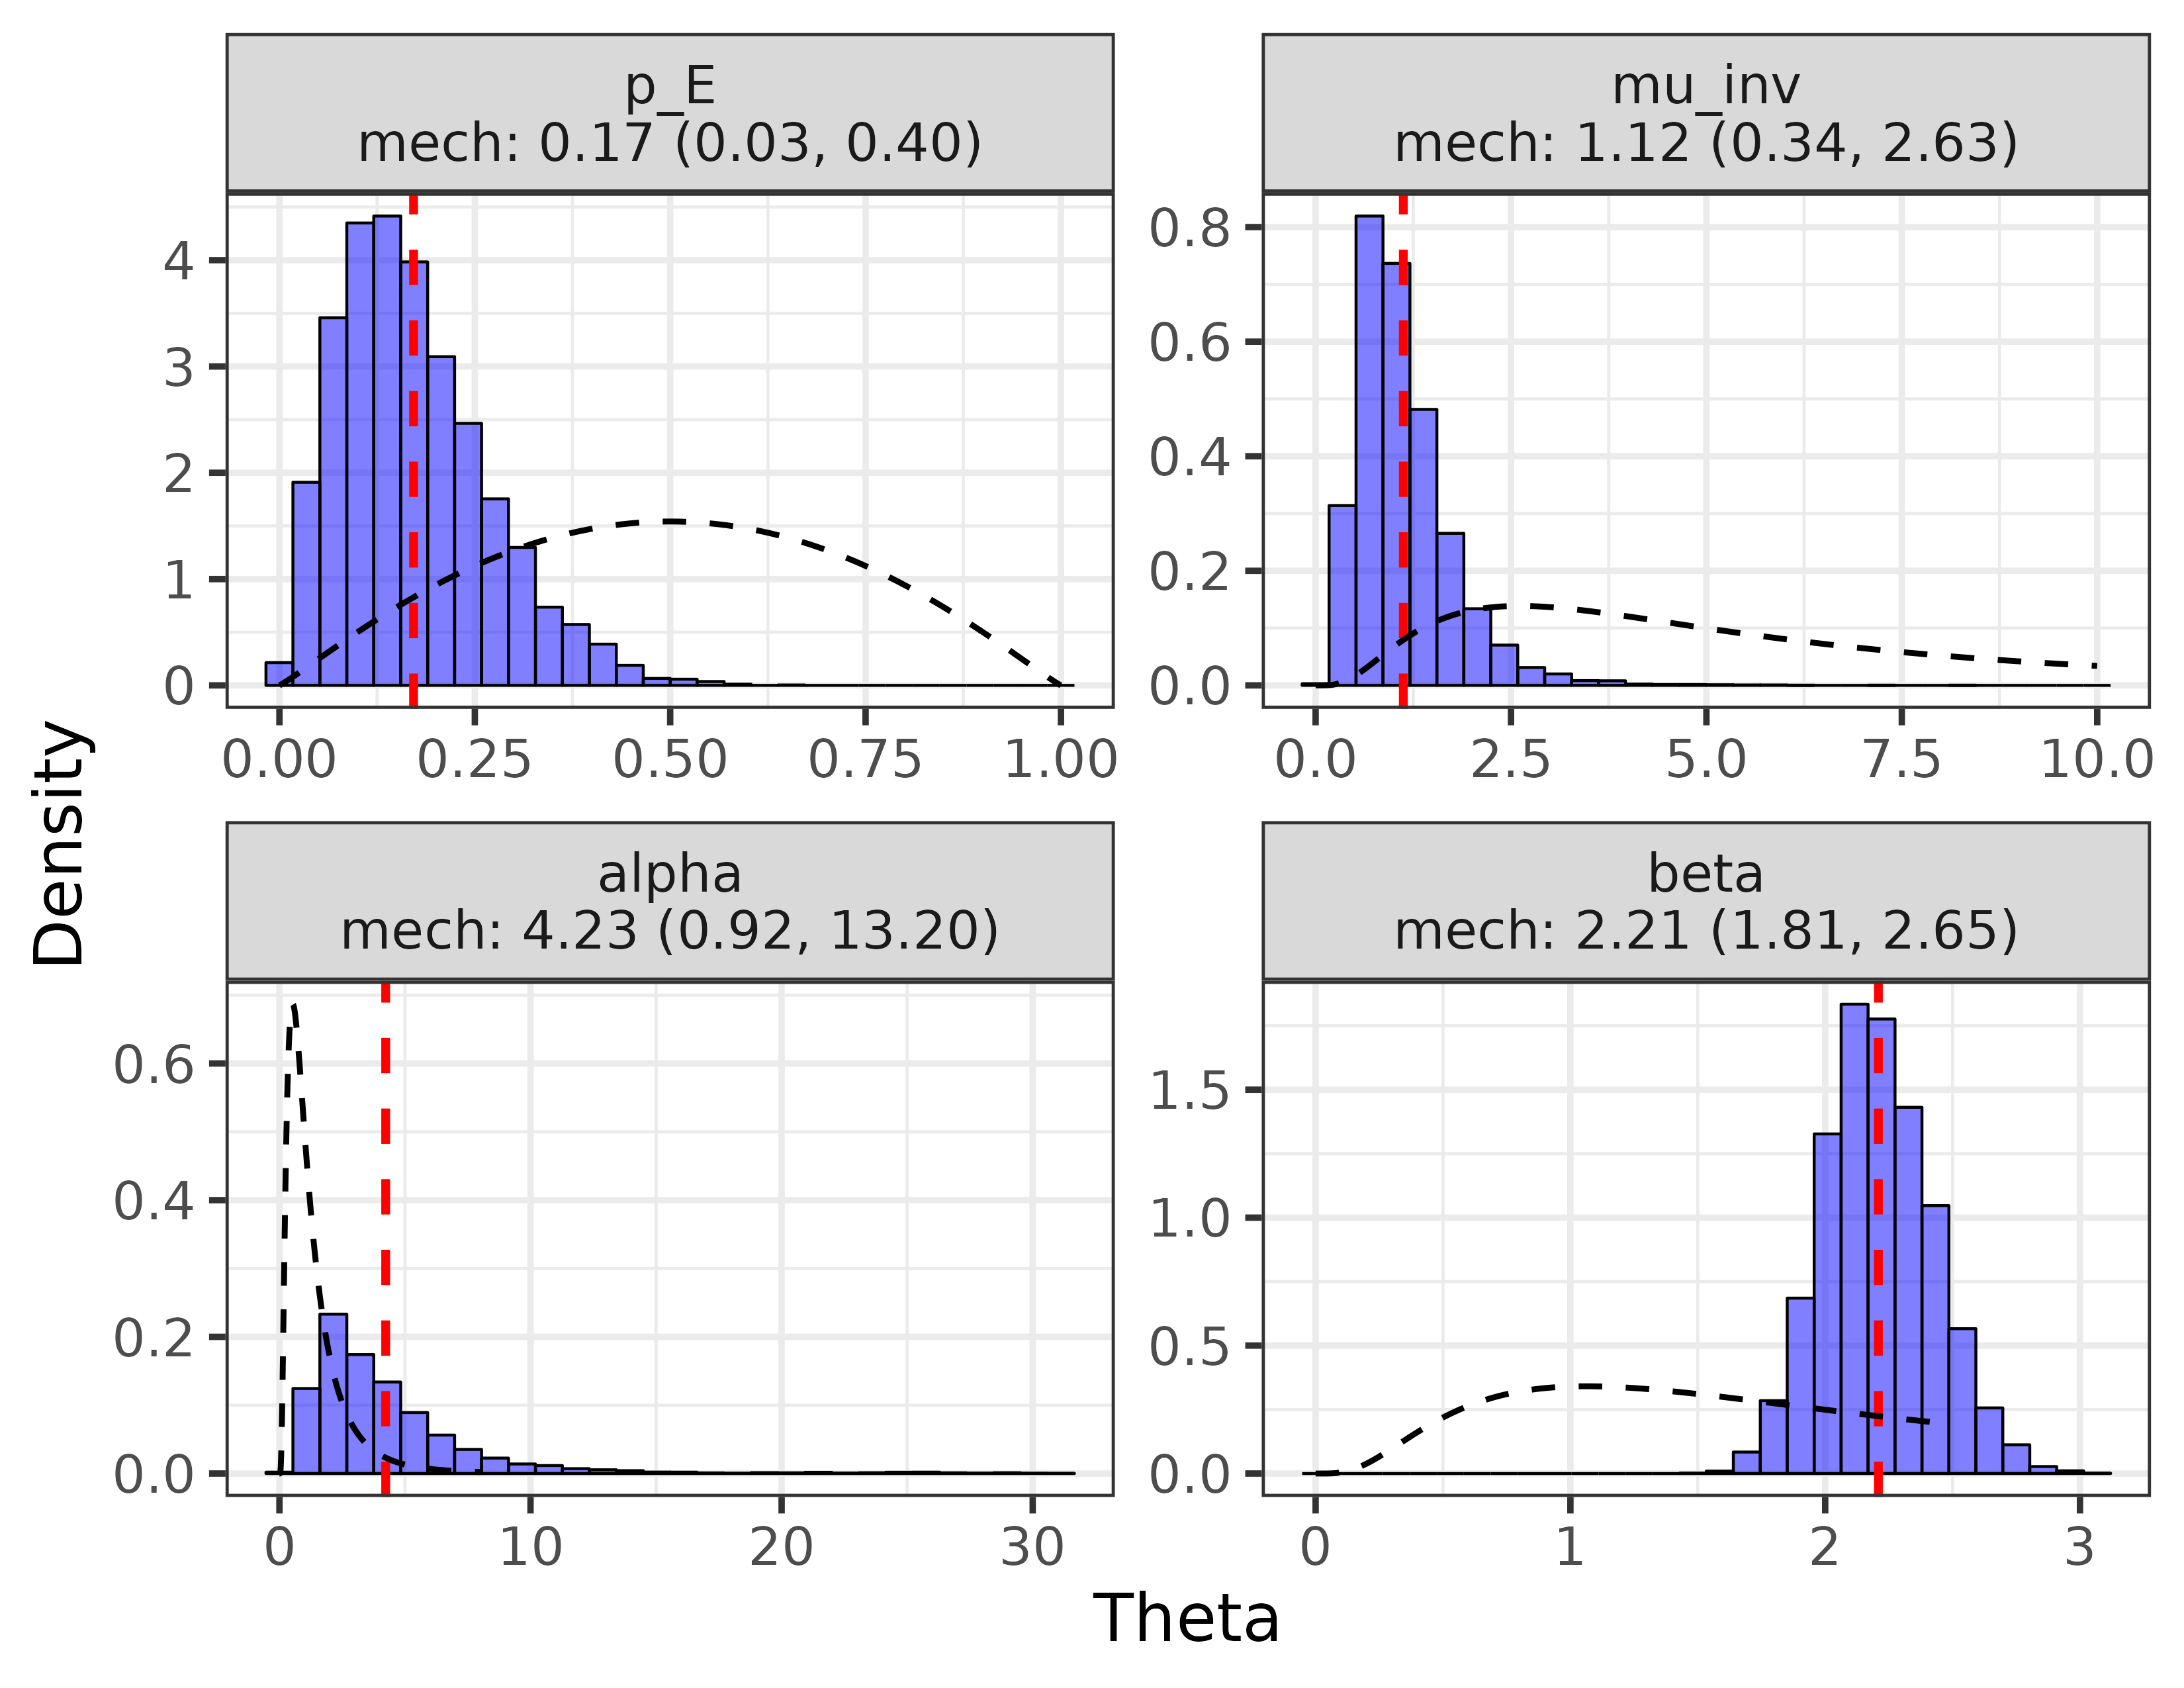 p_E
mech: 0.17 (0.03, 0.40)
mu_inv
mech: 1.12 (0.34, 2.63)
4
3
2
1
0
0.8
0.6
0.4
0.2
0.0
0.00 0.25 0.50 0.75 1.00
0.0 2.5 5.0 7.5 10.0
Density
alpha
mech: 4.23 (0.92, 13.20)
beta
mech: 2.21 (1.81, 2.65)
0.6
0.4
0.2
0.0
1.5
1.0
0.5
0.0
0 10 20 30
0 1 2 3
Theta